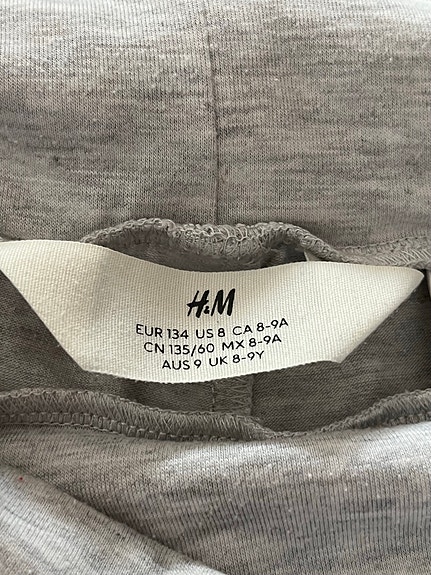 H&M
EUR 134 US 8 CA 8-9A
CN 135/60 MX 8-9A
AUS 9 UK 8-9Y